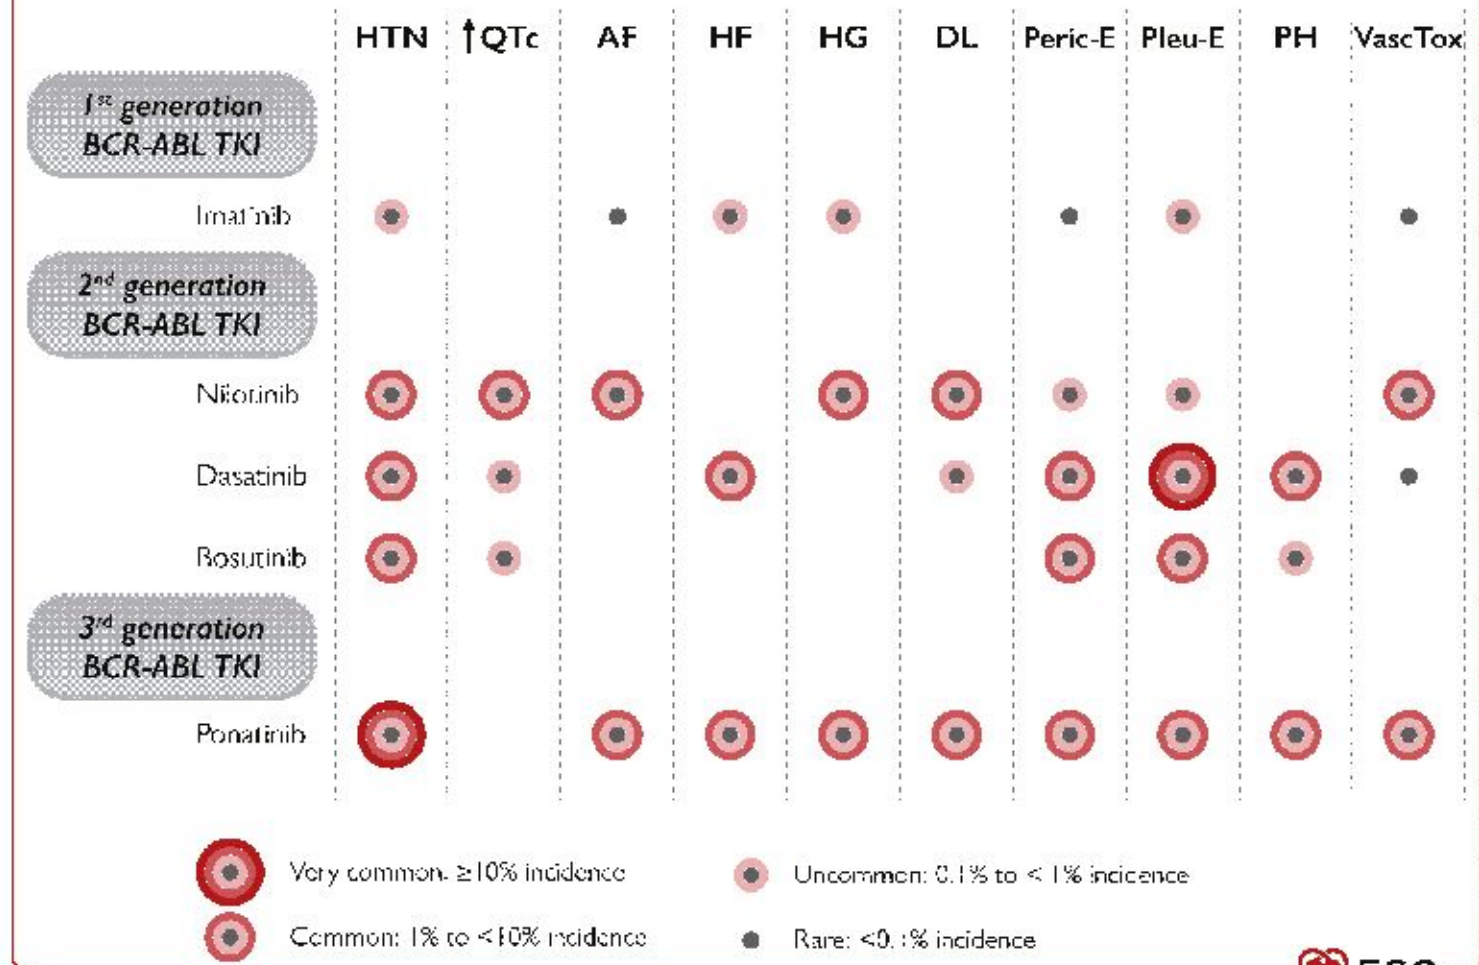 HTN ↑QTc AF HF HG DL Peric-E Pleu-E PH VascTox
1st generation
BCR-ABL TKI
Imatinib
2nd generation
BCR-ABL TKI
Nilotinib
Dasatinib
Bosutinib
3rd generation
BCR-ABL TKI
Ponatinib
Very common: ≥10% incidence
Uncommon: 0.1% to <1% incidence
Common: 1% to <10% incidence
Rare: <0.1% incidence